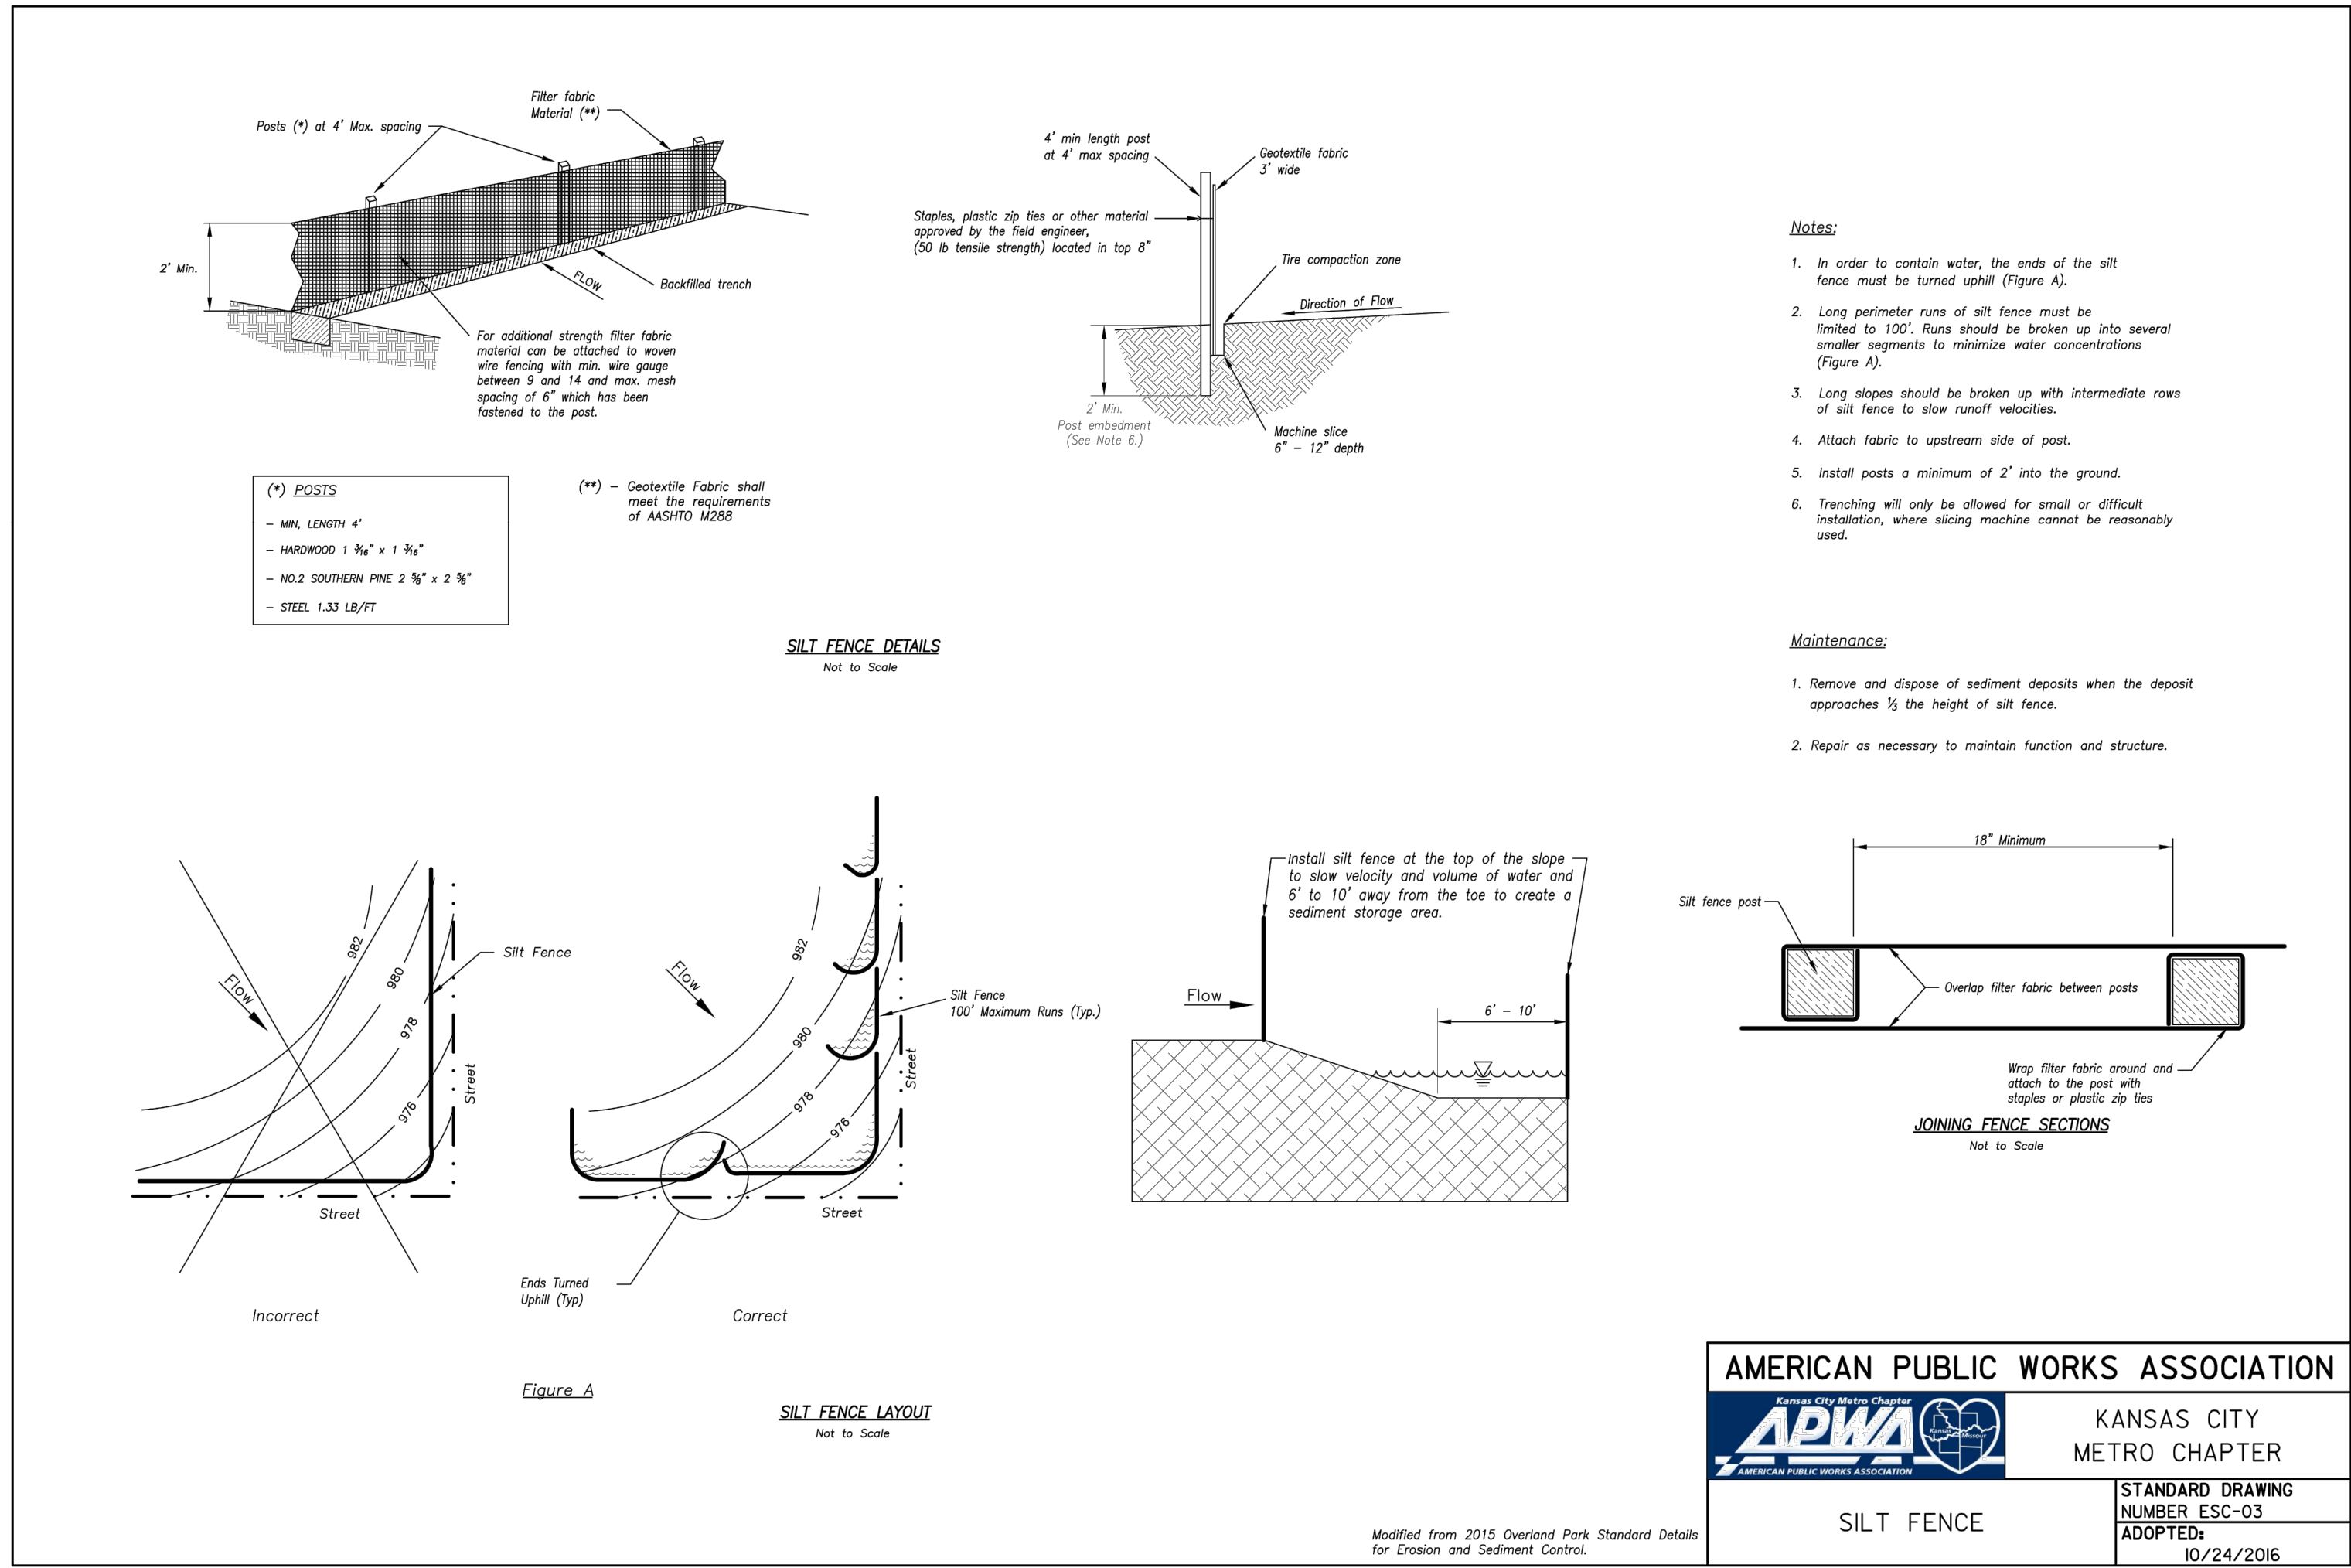 Filter fabric
Material (**)
Posts (*) at 4' Max. spacing
2' Min.
FLOW
Backfilled trench
For additional strength filter fabric
material can be attached to woven
wire fencing with min. wire gauge
between 9 and 14 and max. mesh
spacing of 6" which has been
fastened to the post.
(*) POSTS
- MIN, LENGTH 4'
- HARDWOOD 1 3/16" x 1 3/16"
- NO.2 SOUTHERN PINE 2 5/8" x 2 5/8"
- STEEL 1.33 LB/FT
(**) - Geotextile Fabric shall
meet the requirements
of AASHTO M288
4' min length post
at 4' max spacing
Geotextile fabric
3' wide
Staples, plastic zip ties or other material
approved by the field engineer,
(50 lb tensile strength) located in top 8"
Tire compaction zone
Direction of Flow
2' Min.
Post embedment
(See Note 6.)
Machine slice
6" - 12" depth
SILT FENCE DETAILS
Not to Scale
Notes:
1. In order to contain water, the ends of the silt
fence must be turned uphill (Figure A).
2. Long perimeter runs of silt fence must be
limited to 100'. Runs should be broken up into several
smaller segments to minimize water concentrations
(Figure A).
3. Long slopes should be broken up with intermediate rows
of silt fence to slow runoff velocities.
4. Attach fabric to upstream side of post.
5. Install posts a minimum of 2' into the ground.
6. Trenching will only be allowed for small or difficult
installation, where slicing machine cannot be reasonably
used.
Maintenance:
1. Remove and dispose of sediment deposits when the deposit
approaches 1/3 the height of silt fence.
2. Repair as necessary to maintain function and structure.
982
980
978
976
Flow
Silt Fence
Street
Street
Incorrect
982
980
978
976
Flow
Silt Fence
100' Maximum Runs (Typ.)
Street
Street
Ends Turned
Uphill (Typ)
Correct
Figure A
SILT FENCE LAYOUT
Not to Scale
Install silt fence at the top of the slope
to slow velocity and volume of water and
6' to 10' away from the toe to create a
sediment storage area.
Flow
6' - 10'
18" Minimum
Silt fence post
Overlap filter fabric between posts
Wrap filter fabric around and
attach to the post with
staples or plastic zip ties
JOINING FENCE SECTIONS
Not to Scale
Modified from 2015 Overland Park Standard Details
for Erosion and Sediment Control.
AMERICAN PUBLIC WORKS ASSOCIATION
Kansas City Metro Chapter
APWA
Kansas
Missouri
AMERICAN PUBLIC WORKS ASSOCIATION
KANSAS CITY
METRO CHAPTER
SILT FENCE
STANDARD DRAWING
NUMBER ESC-03
ADOPTED:
10/24/2016